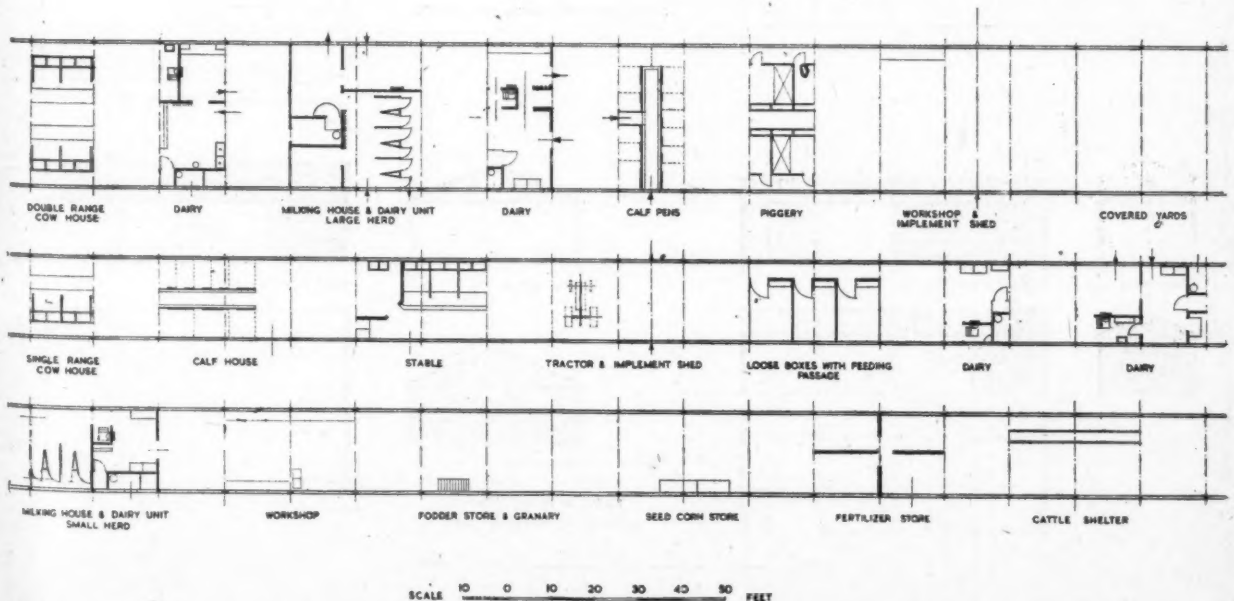 DOUBLE RANGE
COW HOUSE
DAIRY
MILKING HOUSE & DAIRY UNIT
LARGE HERD
DAIRY
CALF PENS
PIGGERY
WORKSHOP &
IMPLEMENT SHED
COVERED YARDS
SINGLE RANGE
COW HOUSE
CALF HOUSE
STABLE
TRACTOR & IMPLEMENT SHED
LOOSE BOXES WITH FEEDING
PASSAGE
DAIRY
DAIRY
MILKING HOUSE & DAIRY UNIT
SMALL HERD
WORKSHOP
FODDER STORE & GRANARY
SEED CORN STORE
FERTILIZER STORE
CATTLE SHELTER
SCALE 10 0 10 20 30 40 50 FEET